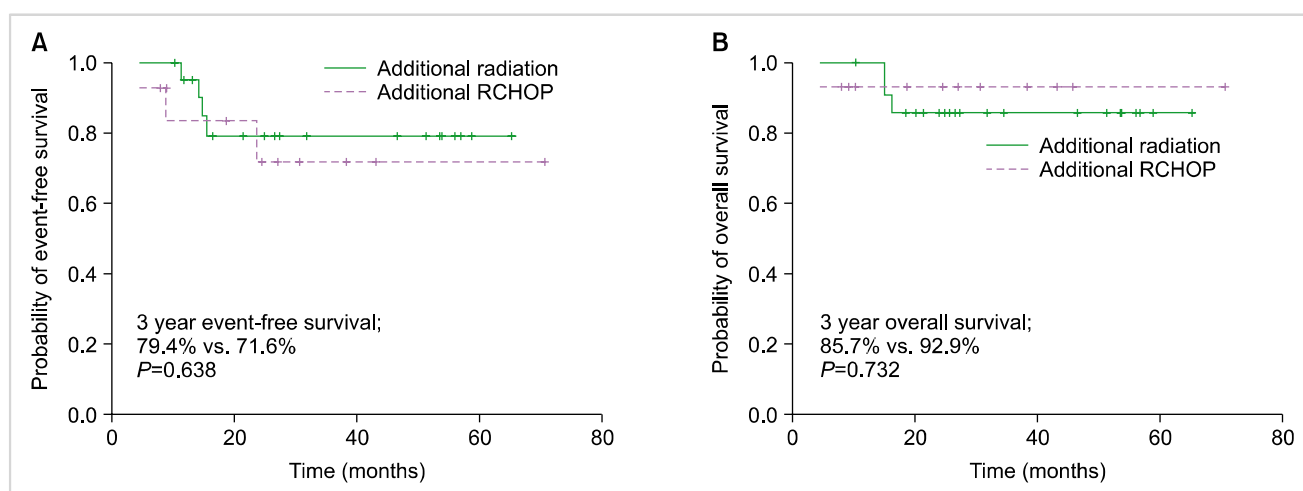 A
Probability of event-free survival
1.0
0.8
0.6
0.4
0.2
0.0
Additional radiation
Additional RCHOP
3 year event-free survival;
79.4% vs. 71.6%
P=0.638
0
20
40
60
80
Time (months)
B
Probability of overall survival
1.0
0.8
0.6
0.4
0.2
0.0
Additional radiation
Additional RCHOP
3 year overall survival;
85.7% vs. 92.9%
P=0.732
0
20
40
60
80
Time (months)